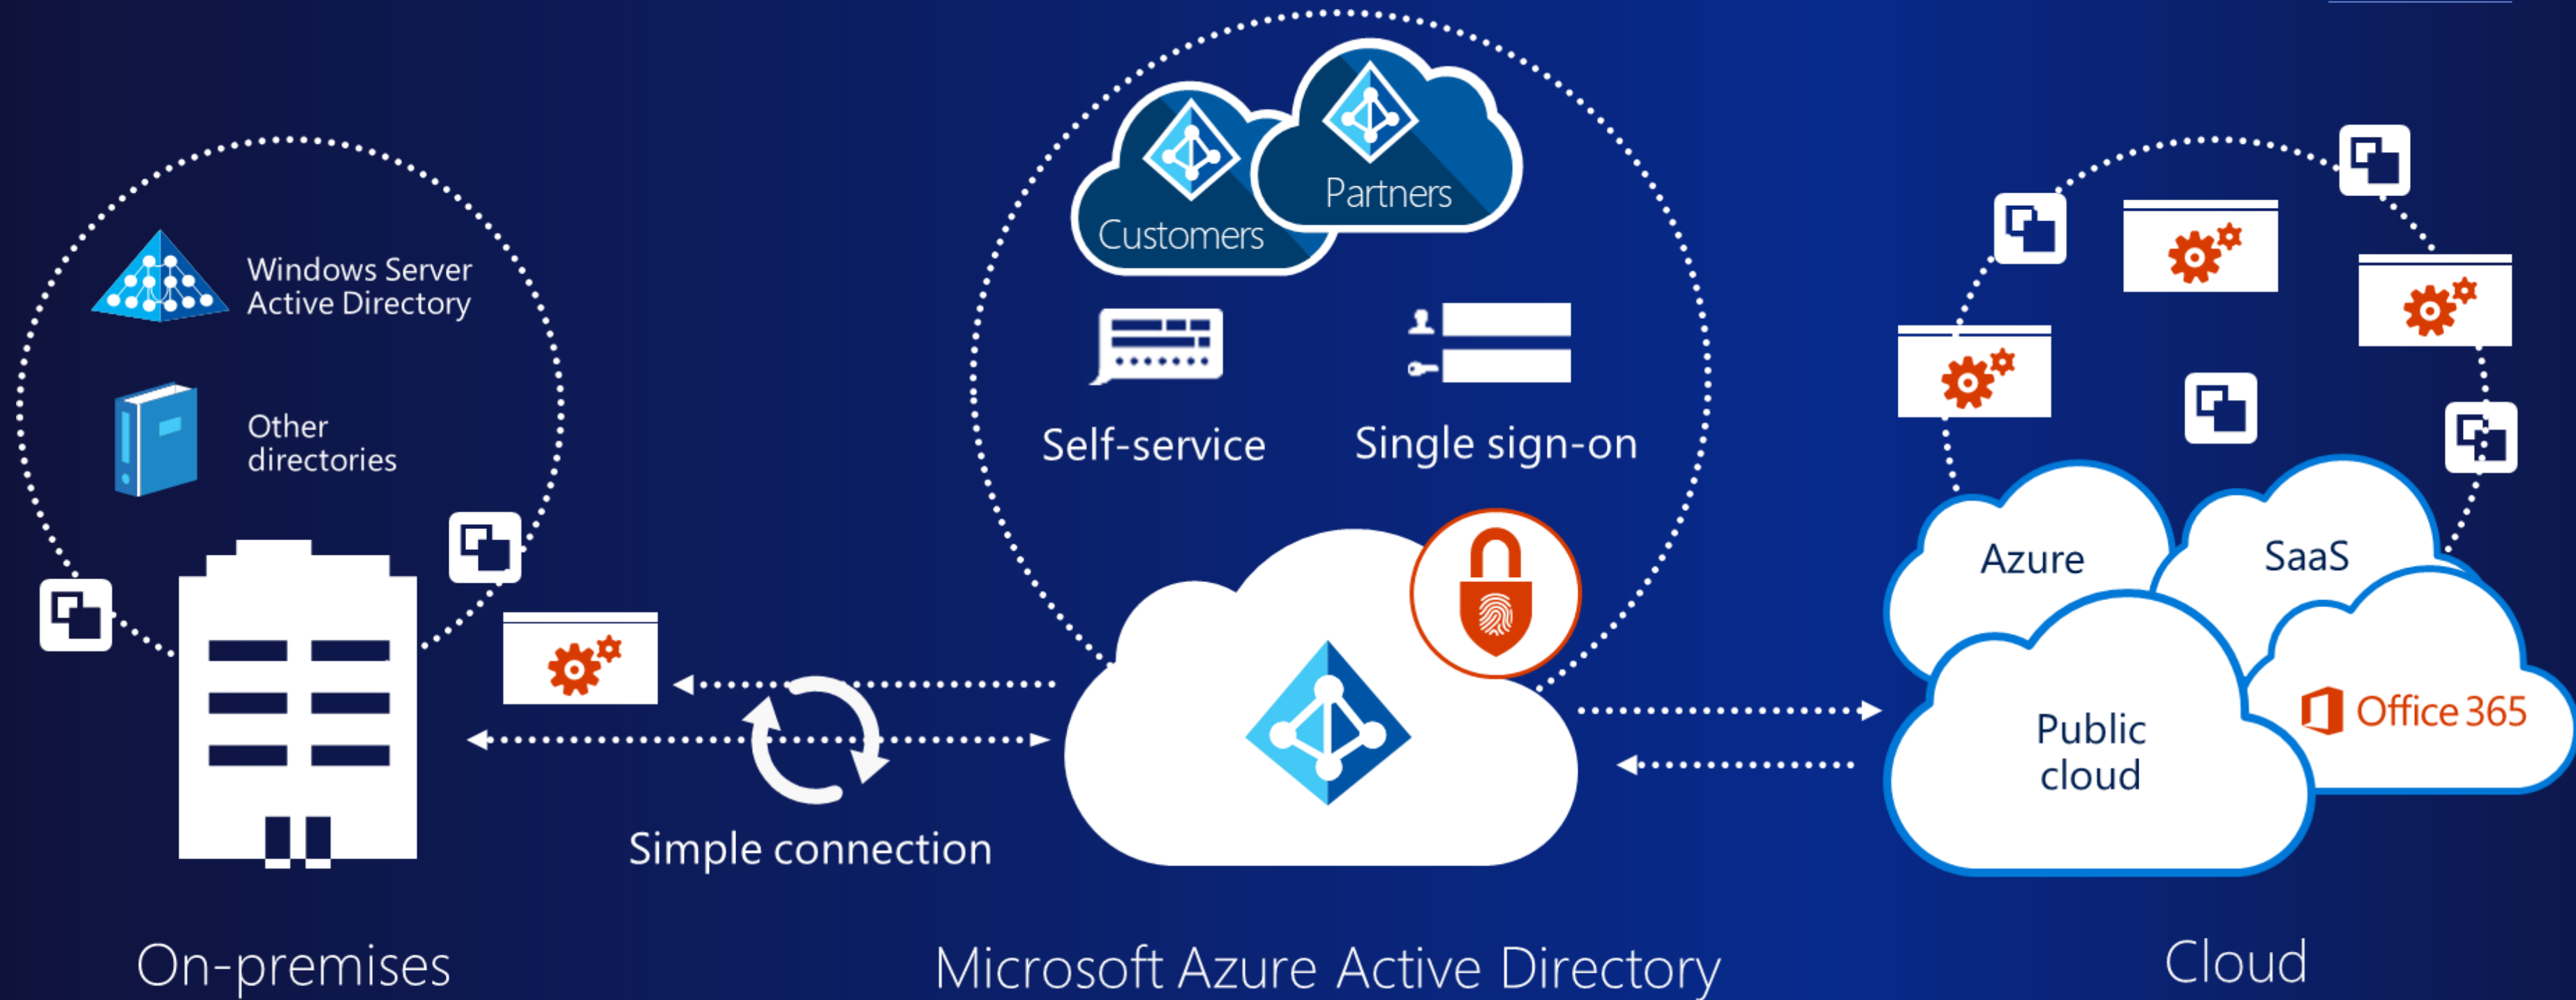 Windows Server
Active Directory
Other
directories
On-premises
Simple connection
Customers
Partners
Self-service
Single sign-on
Microsoft Azure Active Directory
Azure
SaaS
Public
cloud
Office 365
Cloud